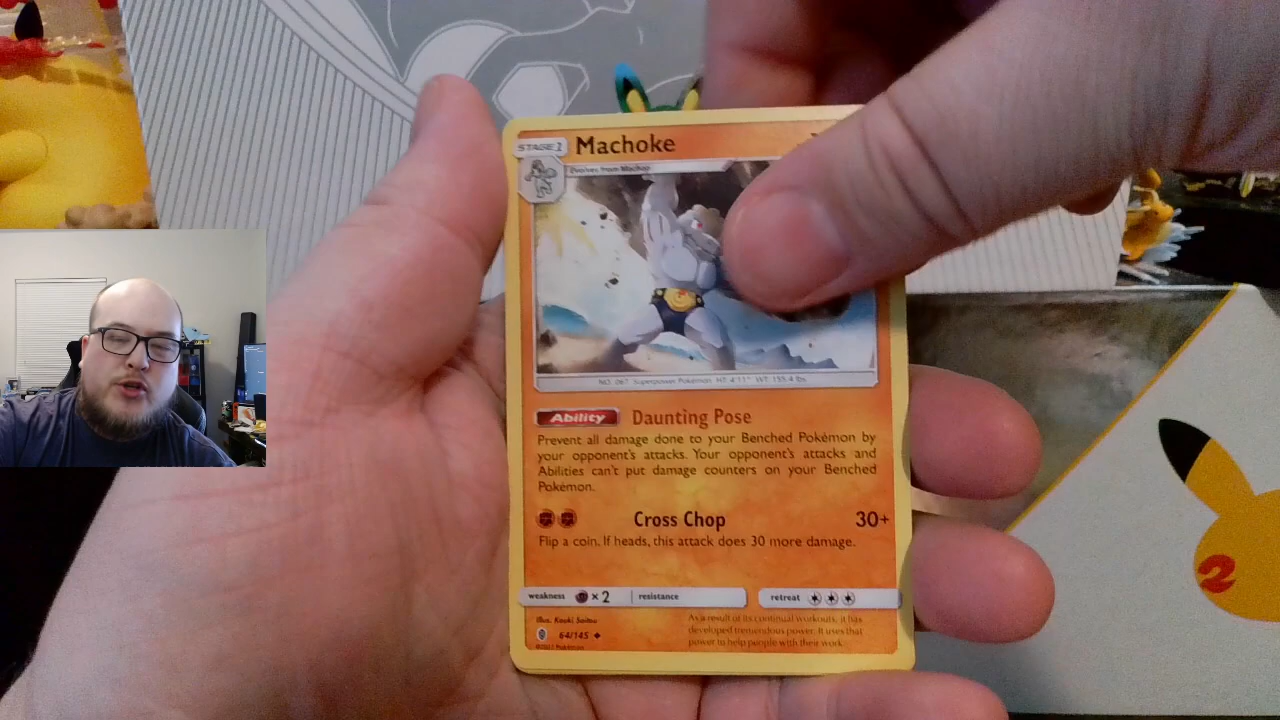 STAGE 1
Machoke
Evolves from Machop
NO. 067 Superpower Pokémon HT: 4'11" WT: 155.4 lbs
Ability Daunting Pose
Prevent all damage done to your Benched Pokémon by
your opponent's attacks. Your opponent's attacks and
Abilities can't put damage counters on your Benched
Pokémon.
Cross Chop 30+
Flip a coin. If heads, this attack does 30 more damage.
weakness ×2 resistance retreat
Illus. Kouki Saitou
64/145
©2017 Pokémon
As a result of its continual workouts, it has
developed tremendous power. It uses that
power to help people with their work.
2